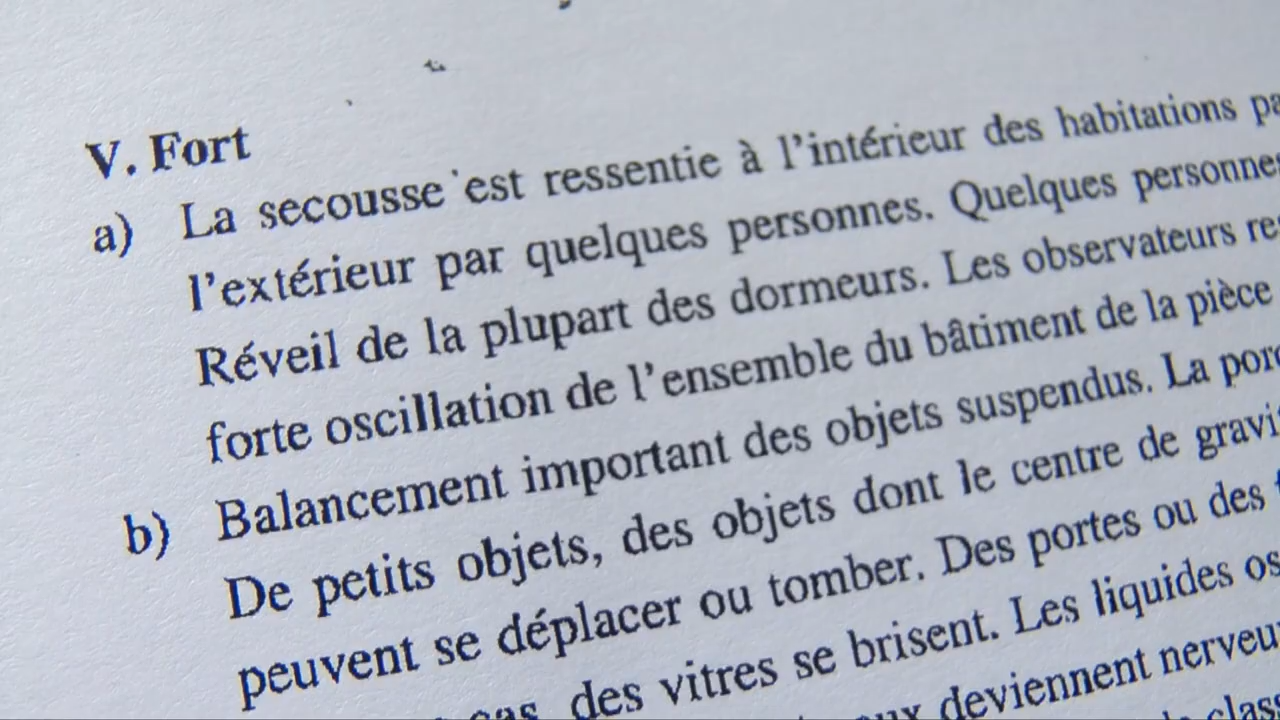 V. Fort
a) La secousse est ressentie à l'intérieur des habitations
l'extérieur par quelques personnes. Quelques
Réveil de la plupart des dormeurs. Les observateurs
forte oscillation de l'ensemble du bâtiment de la pièce
b) Balancement important des objets suspendus. La
De petits objets, des objets dont le centre de
peuvent se déplacer ou tomber. Des portes ou des
des vitres se brisent. Les liquides
deviennent